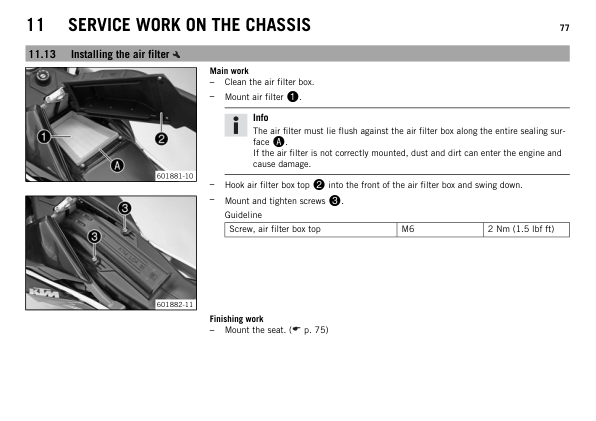 11 SERVICE WORK ON THE CHASSIS 77
11.13 Installing the air filter
1
2
A
601881-10
3
3
KTM
601882-11
Main work
– Clean the air filter box.
– Mount air filter 1.
i Info
The air filter must lie flush against the air filter box along the entire sealing sur-
face A.
If the air filter is not correctly mounted, dust and dirt can enter the engine and
cause damage.
– Hook air filter box top 2 into the front of the air filter box and swing down.
– Mount and tighten screws 3.
Guideline
Screw, air filter box top M6 2 Nm (1.5 lbf ft)
Finishing work
– Mount the seat. (☛ p. 75)